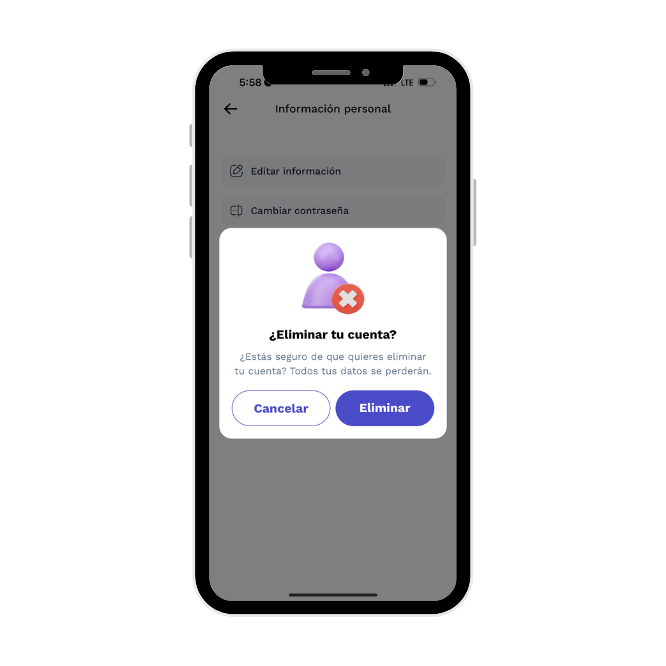 5:58
LTE
Información personal
Editar información
Cambiar contraseña
¿Eliminar tu cuenta?
¿Estás seguro de que quieres eliminar
tu cuenta? Todos tus datos se perderán.
Cancelar
Eliminar